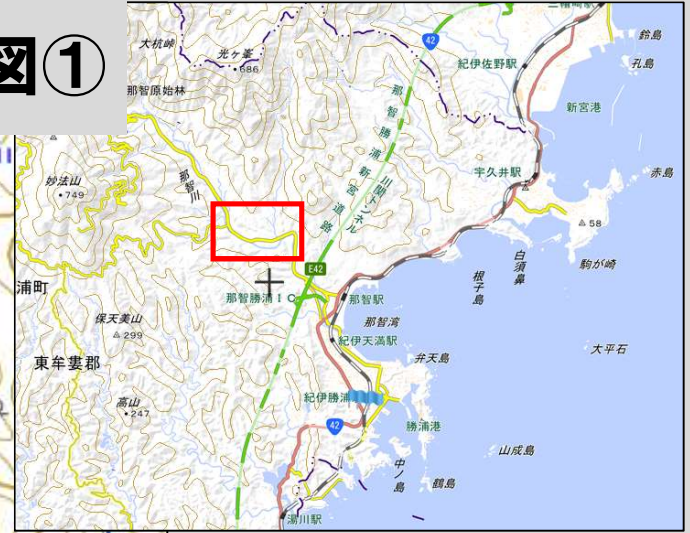 図①
三輪崎駅
42
鈴島
孔島
大杭峠
光ヶ峯
・686
紀伊佐野駅
那智原始林
新宮港
那智勝浦新宮道路
川関トンネル
宇久井駅
赤島
妙法山
・749
那智川
58
駒が崎
白須鼻
根子島
E42
浦町
那智勝浦IC
那智駅
那智湾
保天美山
299
紀伊天満駅
大平石
弁天島
東牟婁郡
紀伊勝浦
高山
・247
42
勝浦港
山成島
中ノ島
鶴島
湯川駅